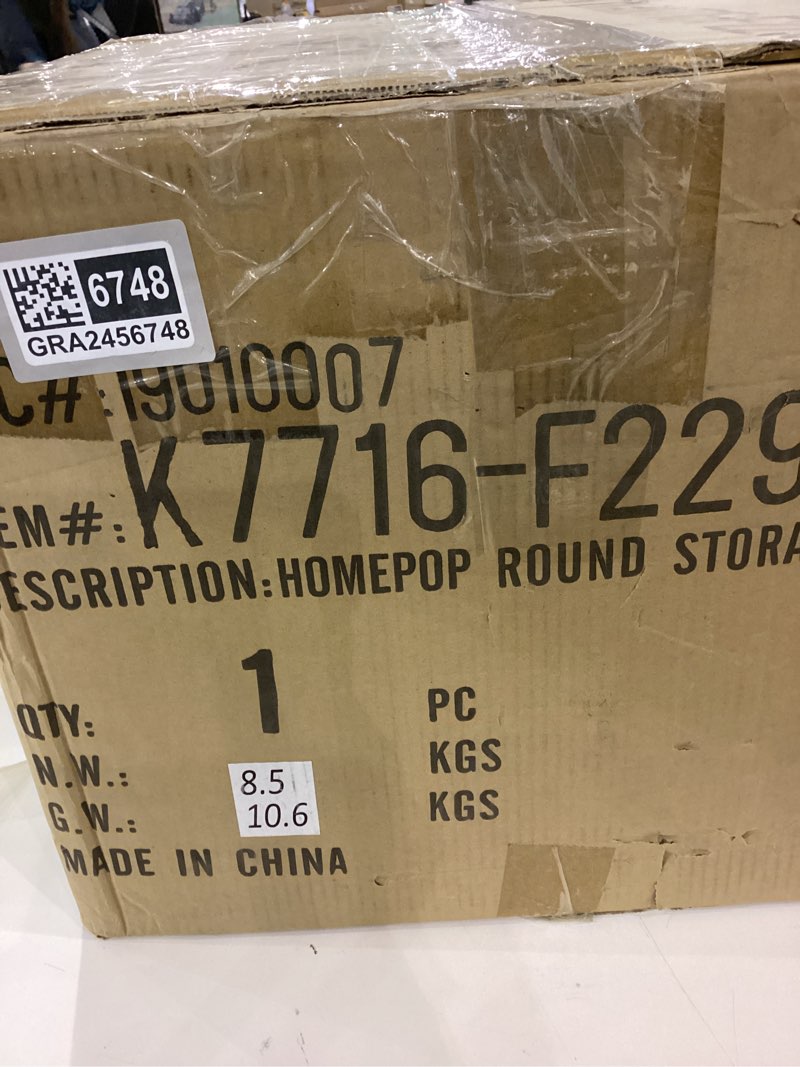 6748
GRA2456748
C#:19010007
EM#:K7716-F229
ESCRIPTION:HOMEPOP ROUND STORA
QTY: 1 PC
N.W.: 8.5 KGS
G.W.: 10.6 KGS
MADE IN CHINA